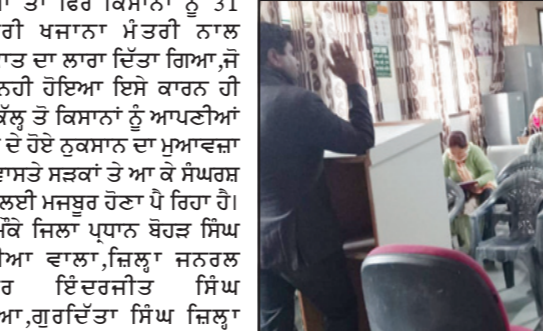 ਤਾਂ ਫਿਰ ਕਿਸਾਨਾਂ ਨੂੰ 31
ਖਜਾਨਾ ਮੰਤਰੀ ਨਾਲ
ਦਾ ਲਾਰਾ ਦਿੱਤਾ ਗਿਆ,ਜੋ
ਨਹੀ ਹੋਇਆ ਇਸੇ ਕਾਰਨ ਹੀ
ਕੱਲ੍ਹ ਤੋ ਕਿਸਾਨਾਂ ਨੂੰ ਆਪਣੀਆਂ
ਦੇ ਹੋਏ ਨੁਕਸਾਨ ਦਾ ਮੁਆਵਜ਼ਾ
ਵਾਸਤੇ ਸੜਕਾਂ ਤੇ ਆ ਕੇ ਸੰਘਰਸ਼
ਲਈ ਮਜਬੂਰ ਹੋਣਾ ਪੈ ਰਿਹਾ ਹੈ।
ਜਿਲਾ ਪ੍ਰਧਾਨ ਬੋਹੜ ਸਿੰਘ
ਵਾਲਾ,ਜ਼ਿਲ੍ਹਾ ਜਨਰਲ
ਇੰਦਰਜੀਤ ਸਿੰਘ
ਗੁਰਦਿੱਤਾ ਸਿੰਘ ਜ਼ਿਲ੍ਹਾ